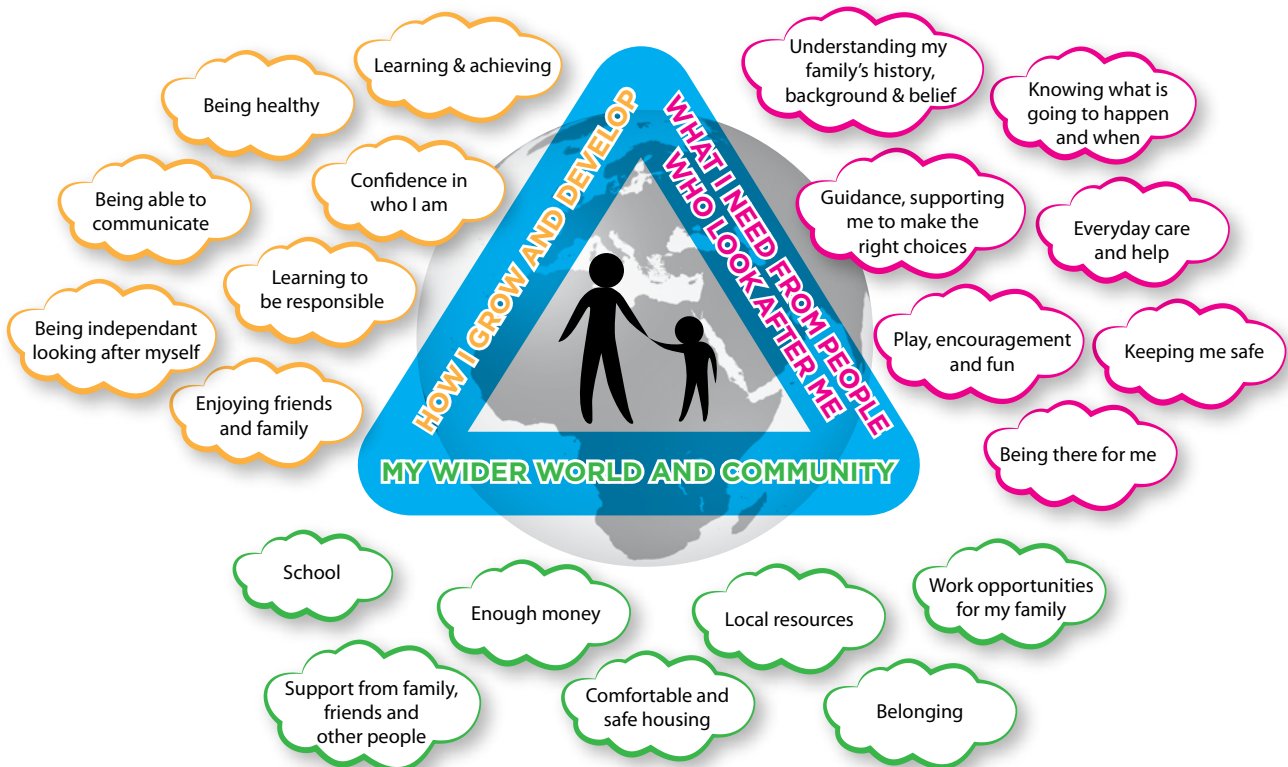 Learning & achieving
Being healthy
Confidence in
who I am
Being able to
communicate
Learning to
be responsible
Being independant
looking after myself
Enjoying friends
and family
HOW I GROW AND DEVELOP
WHAT I NEED FROM PEOPLE
WHO LOOK AFTER ME
MY WIDER WORLD AND COMMUNITY
Understanding my
family's history,
background & belief
Knowing what is
going to happen
and when
Guidance, supporting
me to make the
right choices
Everyday care
and help
Play, encouragement
and fun
Keeping me safe
Being there for me
School
Enough money
Local resources
Work opportunities
for my family
Support from family,
friends and
other people
Comfortable and
safe housing
Belonging